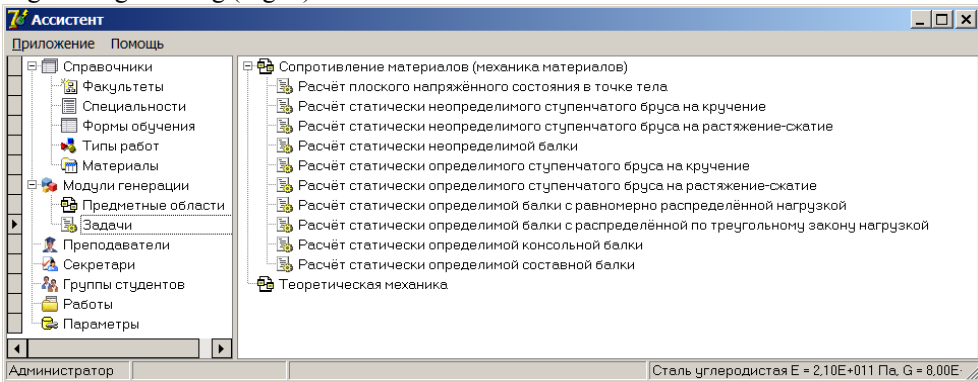 Ассистент
Приложение Помощь
Справочники
Факультеты
Специальности
Формы обучения
Типы работ
Материалы
Модули генерации
Предметные области
Задачи
Преподаватели
Секретари
Группы студентов
Работы
Параметры
Сопротивление материалов (механика материалов)
Расчёт плоского напряжённого состояния в точке тела
Расчёт статически неопределимого ступенчатого бруса на кручение
Расчёт статически неопределимого ступенчатого бруса на растяжение-сжатие
Расчёт статически неопределимой балки
Расчёт статически определимого ступенчатого бруса на кручение
Расчёт статически определимого ступенчатого бруса на растяжение-сжатие
Расчёт статически определимой балки с равномерно распределённой нагрузкой
Расчёт статически определимой балки с распределённой по треугольному закону нагрузкой
Расчёт статически определимой консольной балки
Расчёт статически определимой составной балки
Теоретическая механика
Администратор
Сталь углеродистая E = 2,10E+011 Па, G = 8,00E